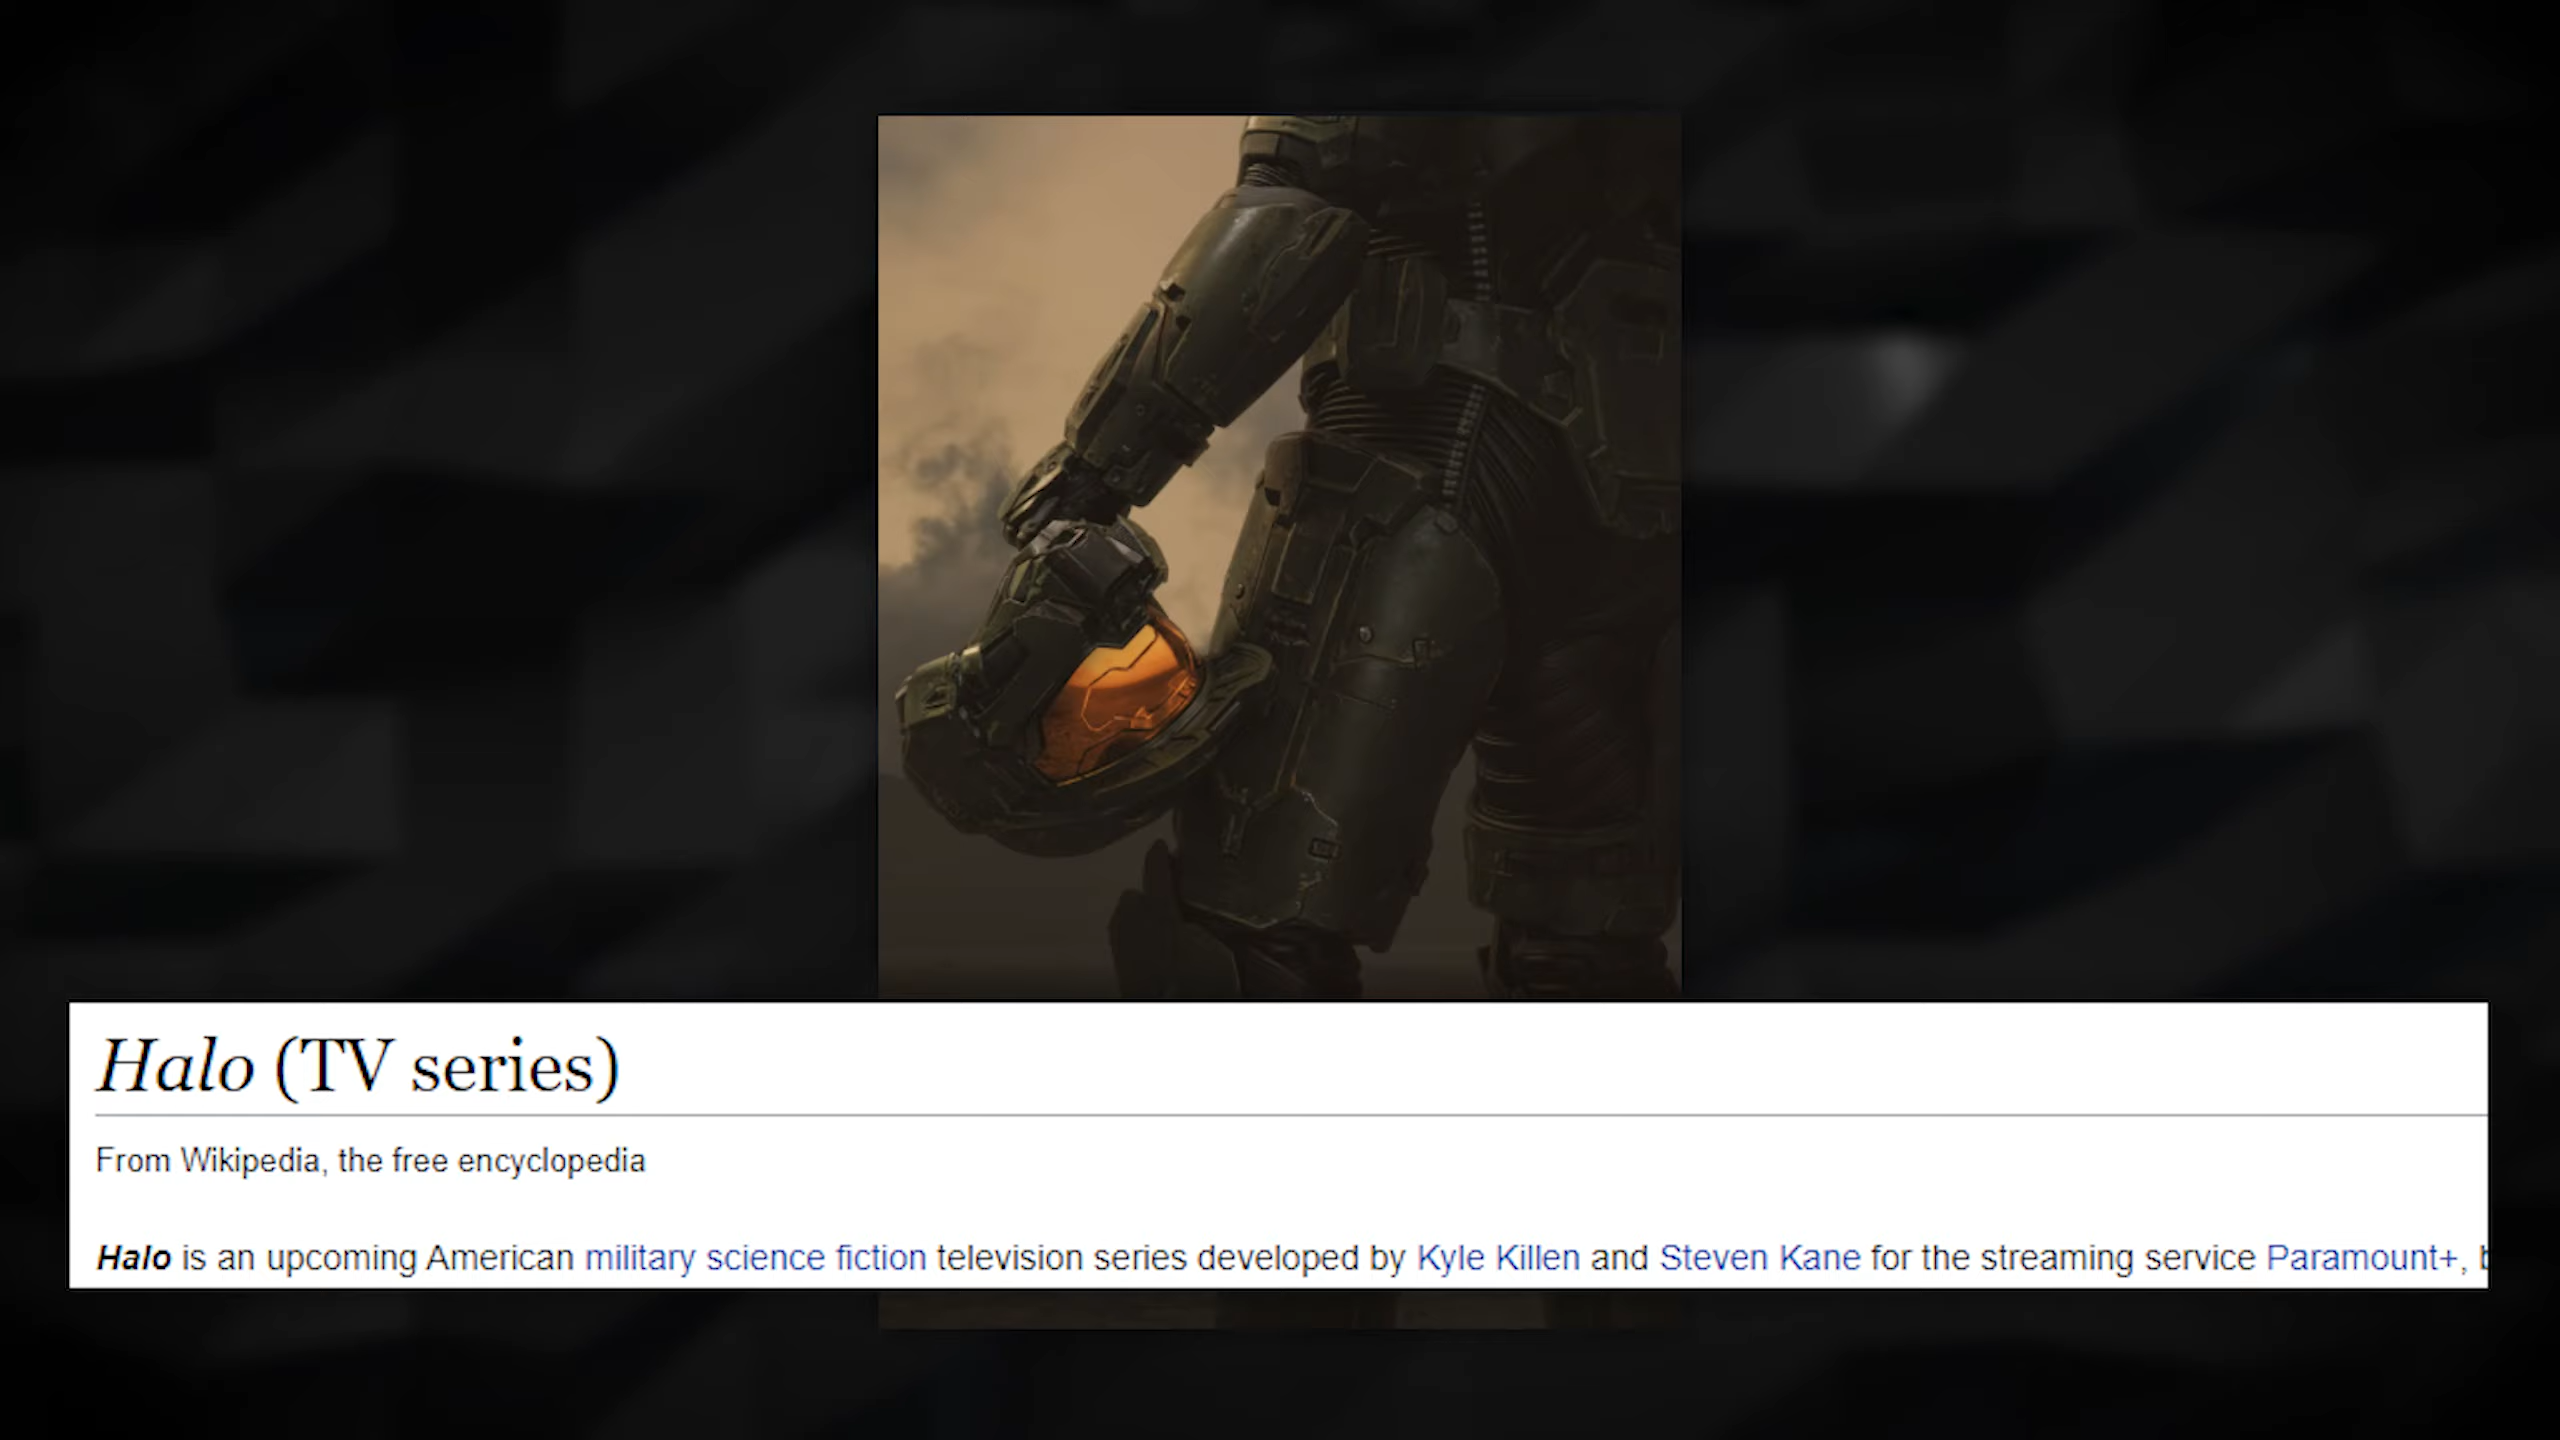 Halo (TV series)
From Wikipedia, the free encyclopedia
Halo is an upcoming American military science fiction television series developed by Kyle Killen and Steven Kane for the streaming service Paramount+,